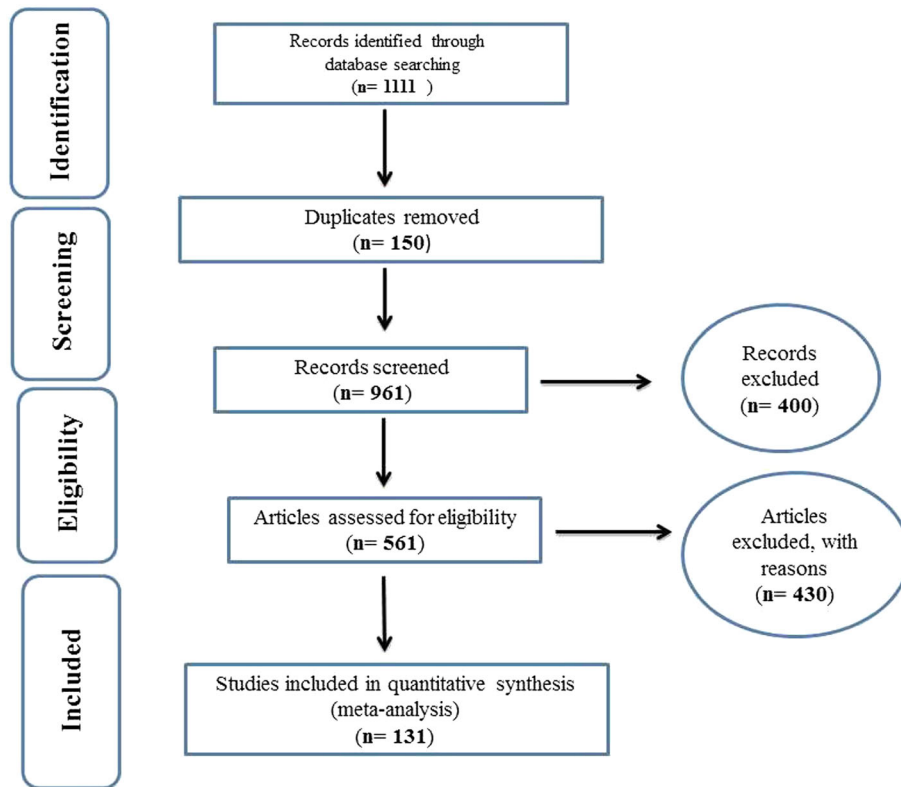 Identification
Records identified through
database searching
(n= 1111 )
Duplicates removed
(n= 150)
Screening
Records screened
(n= 961)
Records
excluded
(n= 400)
Eligibility
Articles assessed for eligibility
(n= 561)
Articles
excluded, with
reasons
(n= 430)
Included
Studies included in quantitative synthesis
(meta-analysis)
(n= 131)